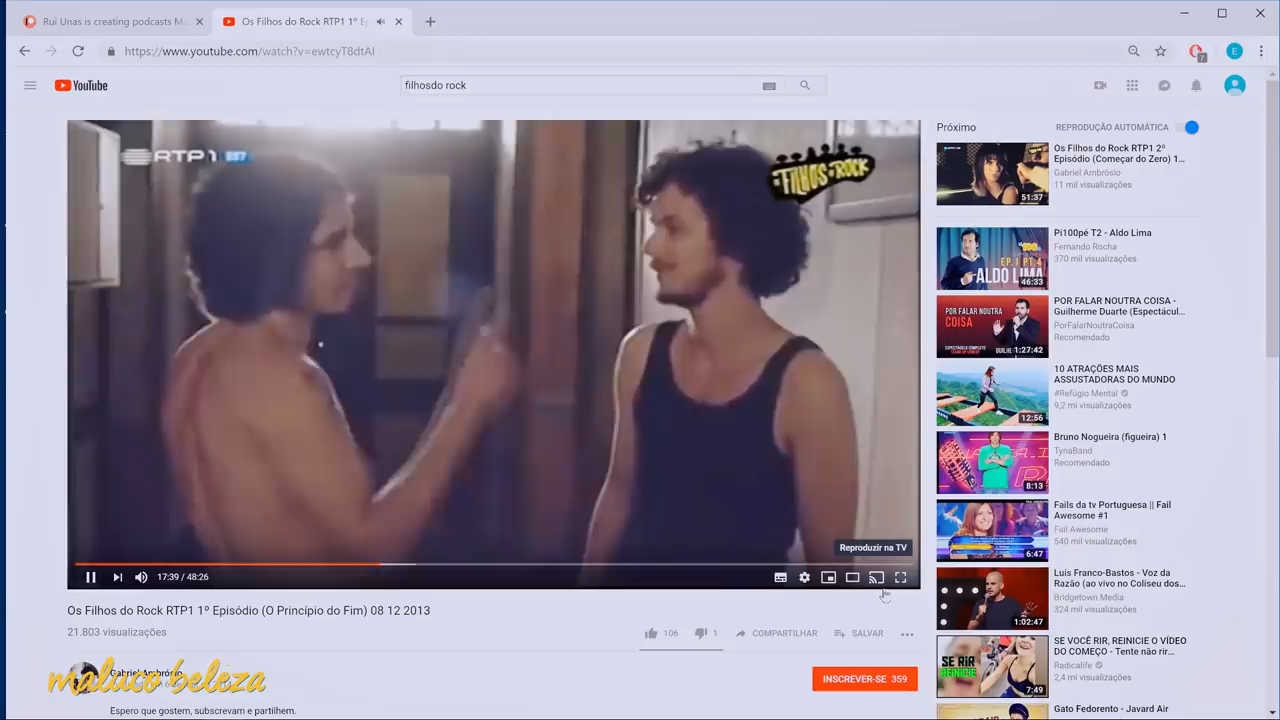 Rui Unas is creating podcasts Ma
Os Filhos do Rock RTP1 1º Ep
https://www.youtube.com/watch?v=ewtcyT8dtAI
7
E
YouTube
filhosdo rock
RTP1
FILHOS DO ROCK
Reproduzir na TV
17:39 / 48:26
Os Filhos do Rock RTP1 1º Episódio (O Princípio do Fim) 08 12 2013
21.803 visualizações
106
1
COMPARTILHAR
SALVAR
Gabriel Ambrósio
maluco beleza
INSCREVER-SE 359
Espero que gostem, subscrevam e partilhem.
Próximo
REPRODUÇÃO AUTOMÁTICA
Os Filhos do Rock RTP1 2º
Episódio (Começar do Zero) 1...
Gabriel Ambrósio
11 mil visualizações
51:37
Pi100pé T2 - Aldo Lima
Fernando Rocha
370 mil visualizações
EP.1 PT.4
ALDO LIMA
46:33
POR FALAR NOUTRA COISA -
Guilherme Duarte (Espectácul...
PorFalarNoutraCoisa
Recomendado
POR FALAR NOUTRA
COISA
1:27:42
10 ATRAÇÕES MAIS
ASSUSTADORAS DO MUNDO
#Refúgio Mental
9,2 mi visualizações
12:56
Bruno Nogueira (figueira) 1
TynaBand
Recomendado
8:13
Fails da tv Portuguesa || Fail
Awesome #1
Fail Awesome
540 mil visualizações
6:47
Luís Franco-Bastos - Voz da
Razão (ao vivo no Coliseu dos...
Bridgetown Media
324 mil visualizações
1:02:47
SE VOCÊ RIR, REINICIE O VÍDEO
DO COMEÇO - Tente não rir...
Radicalife
2,4 mi visualizações
SE RIR
REINICIE
7:49
Gato Fedorento - Javard Air